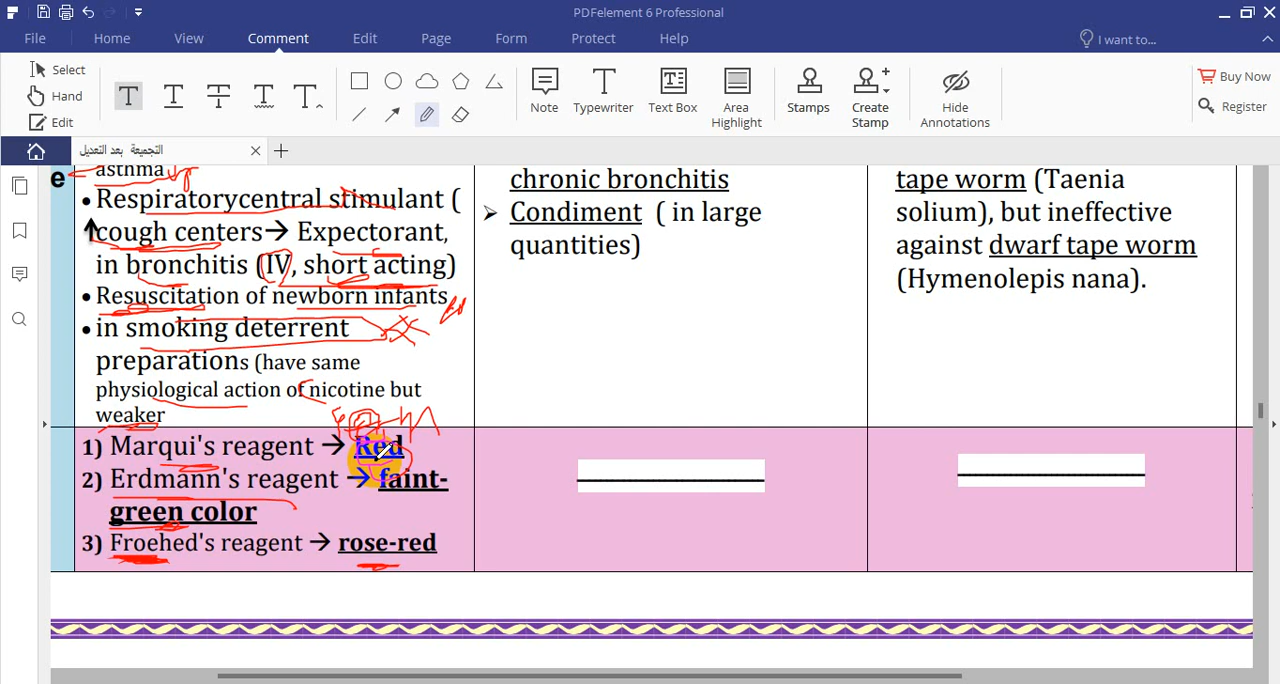 PDFelement 6 Professional
File Home View Comment Edit Page Form Protect Help I want to...
Select
Hand
Edit
T T T T T
Note
Typewriter
Text Box
Area Highlight
Stamps
Create Stamp
Hide Annotations
Buy Now
Register
التجميعة بعد التعديل
e
asthma
• Respiratorycentral stimulant (
cough centers→ Expectorant,
in bronchitis (IV, short acting)
• Resuscitation of newborn infants
• in smoking deterrent
preparations (have same
physiological action of nicotine but
weaker
chronic bronchitis
➢ Condiment ( in large
quantities)
tape worm (Taenia
solium), but ineffective
against dwarf tape worm
(Hymenolepis nana).
1) Marqui's reagent → Red
2) Erdmann's reagent → faint-
green color
3) Froehed's reagent → rose-red